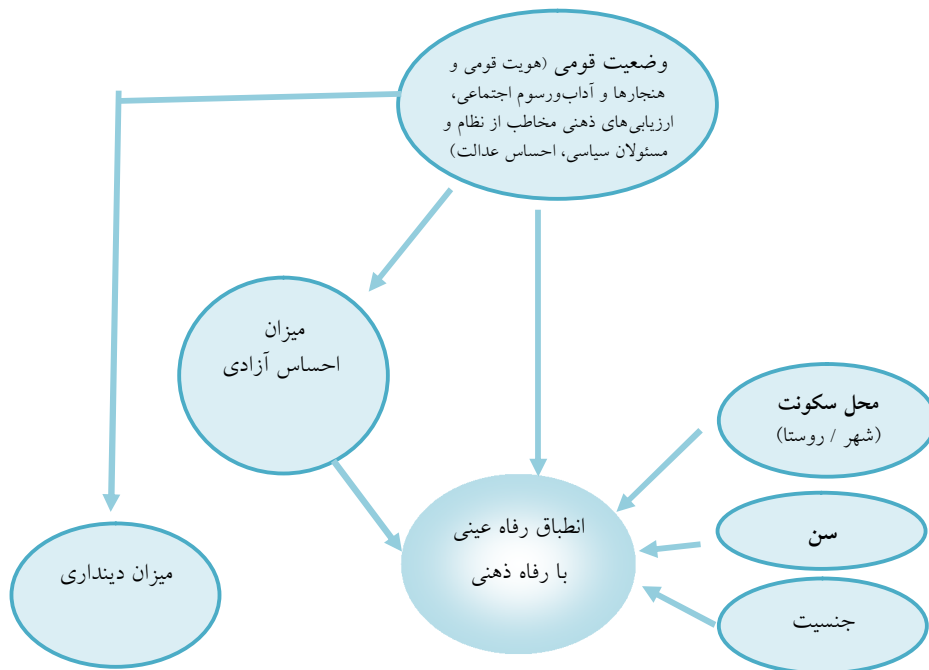 وضعیت قومی (هویت قومی و
هنجارها و آداب‌ورسوم اجتماعی،
ارزیابی‌های ذهنی مخاطب از نظام و
مسئولان سیاسی، احساس عدالت)
میزان
احساس آزادی
محل سکونت
(شهر / روستا)
انطباق رفاه عینی
با رفاه ذهنی
سن
میزان دینداری
جنسیت